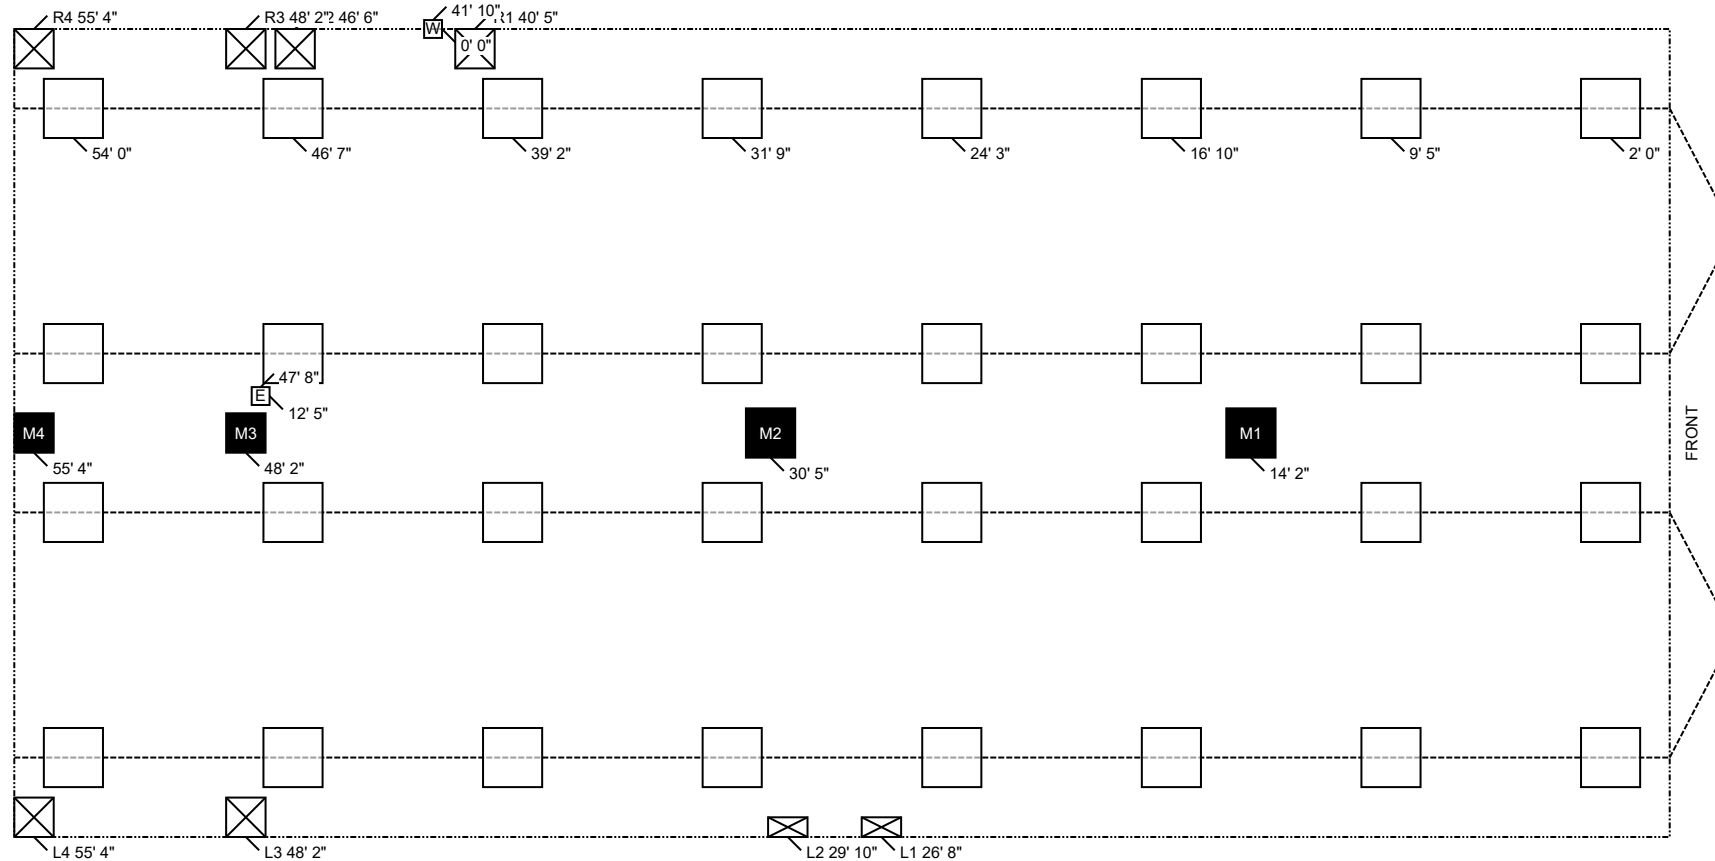 R4 55' 4"
R3 48' 2"
46' 6"
41' 10"
R1 40' 5"
W
0' 0"
54' 0"
46' 7"
39' 2"
31' 9"
24' 3"
16' 10"
9' 5"
2' 0"
47' 8"
E
12' 5"
M4
M3
M2
M1
FRONT
55' 4"
48' 2"
30' 5"
14' 2"
L4 55' 4"
L3 48' 2"
L2 29' 10"
L1 26' 8"